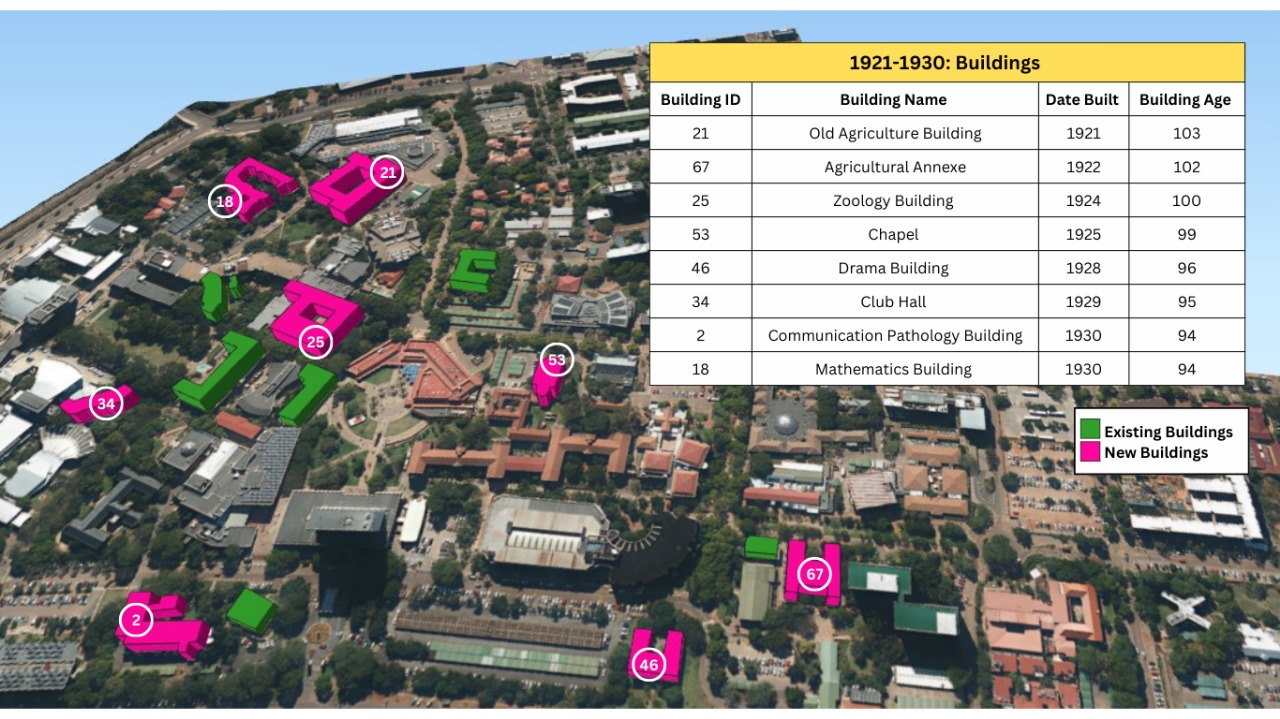 1921-1930: Buildings
Building ID Building Name Date Built Building Age
21 Old Agriculture Building 1921 103
67 Agricultural Annexe 1922 102
25 Zoology Building 1924 100
53 Chapel 1925 99
46 Drama Building 1928 96
34 Club Hall 1929 95
2 Communication Pathology Building 1930 94
18 Mathematics Building 1930 94
Existing Buildings
New Buildings
21
18
25
53
34
67
2
46